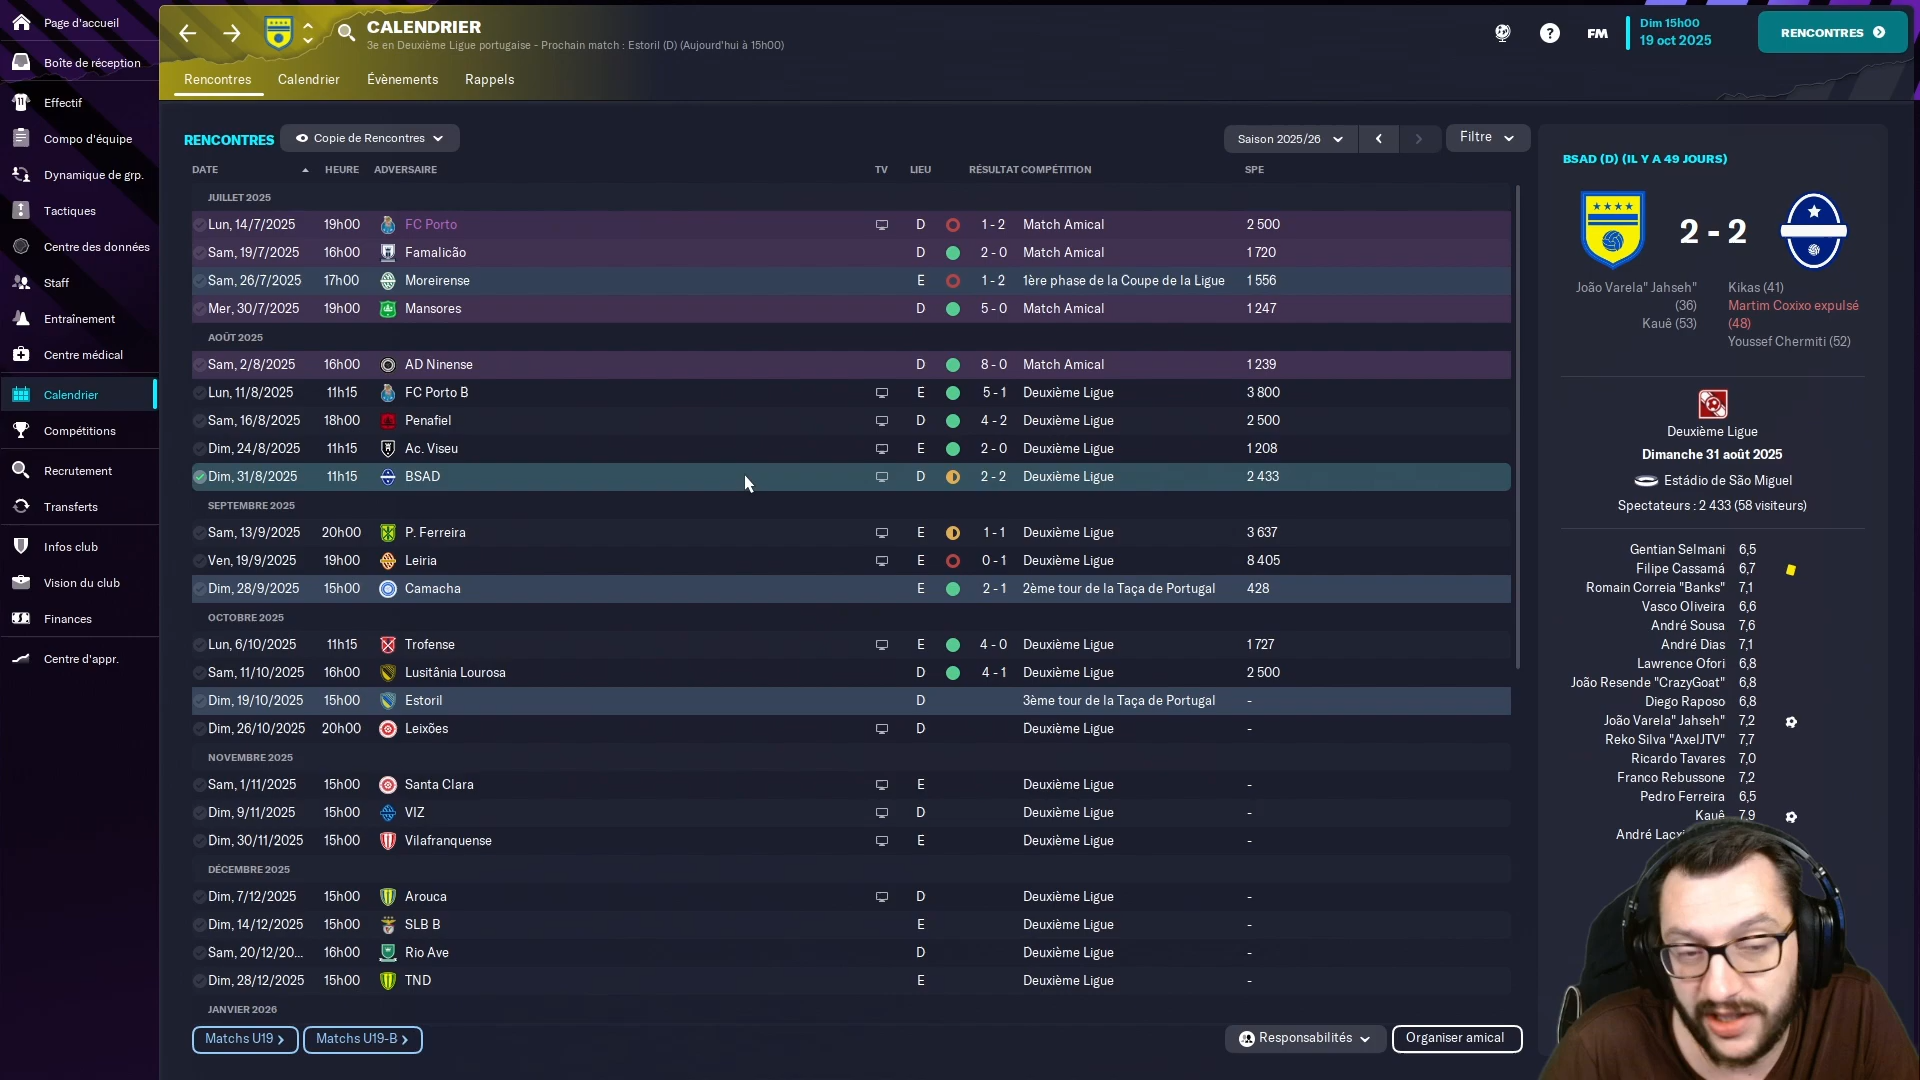 Page d'accueil
Boîte de réception
Effectif
Compo d'équipe
Dynamique de grp.
Tactiques
Centre des données
Staff
Entraînement
Centre médical
Calendrier
Compétitions
Recrutement
Transferts
Infos club
Vision du club
Finances
Centre d'appr.
CALENDRIER
3e en Deuxième Ligue portugaise - Prochain match : Estoril (D) (Aujourd'hui à 15h00)
? FM Dim 15h00
19 oct 2025
RENCONTRES
Rencontres Calendrier Évènements Rappels
RENCONTRES Copie de Rencontres Saison 2025/26 Filtre
DATE HEURE ADVERSAIRE TV LIEU RÉSULTAT COMPÉTITION SPE
JUILLET 2025
Lun, 14/7/2025 19h00 FC Porto D 1 - 2 Match Amical 2 500
Sam, 19/7/2025 16h00 Famalicão D 2 - 0 Match Amical 1 720
Sam, 26/7/2025 17h00 Moreirense E 1 - 2 1ère phase de la Coupe de la Ligue 1 556
Mer, 30/7/2025 19h00 Mansores D 5 - 0 Match Amical 1 247
AOÛT 2025
Sam, 2/8/2025 16h00 AD Ninense D 8 - 0 Match Amical 1 239
Lun, 11/8/2025 11h15 FC Porto B E 5 - 1 Deuxième Ligue 3 800
Sam, 16/8/2025 18h00 Penafiel D 4 - 2 Deuxième Ligue 2 500
Dim, 24/8/2025 11h15 Ac. Viseu E 2 - 0 Deuxième Ligue 1 208
Dim, 31/8/2025 11h15 BSAD D 2 - 2 Deuxième Ligue 2 433
SEPTEMBRE 2025
Sam, 13/9/2025 20h00 P. Ferreira E 1 - 1 Deuxième Ligue 3 637
Ven, 19/9/2025 19h00 Leiria E 0 - 1 Deuxième Ligue 8 405
Dim, 28/9/2025 15h00 Camacha E 2 - 1 2ème tour de la Taça de Portugal 428
OCTOBRE 2025
Lun, 6/10/2025 11h15 Trofense E 4 - 0 Deuxième Ligue 1 727
Sam, 11/10/2025 16h00 Lusitânia Lourosa D 4 - 1 Deuxième Ligue 2 500
Dim, 19/10/2025 15h00 Estoril D 3ème tour de la Taça de Portugal -
Dim, 26/10/2025 20h00 Leixões D Deuxième Ligue -
NOVEMBRE 2025
Sam, 1/11/2025 15h00 Santa Clara E Deuxième Ligue -
Dim, 9/11/2025 15h00 VIZ D Deuxième Ligue -
Dim, 30/11/2025 15h00 Vilafranquense E Deuxième Ligue -
DÉCEMBRE 2025
Dim, 7/12/2025 15h00 Arouca D Deuxième Ligue -
Dim, 14/12/2025 15h00 SLB B E Deuxième Ligue -
Sam, 20/12/20... 16h00 Rio Ave D Deuxième Ligue -
Dim, 28/12/2025 15h00 TND E Deuxième Ligue -
JANVIER 2026
Matchs U19 Matchs U19-B Responsabilités Organiser amical
BSAD (D) (IL Y A 49 JOURS)
2 - 2
João Varela" Jahseh"
(36)
Kauê (53)
Kikas (41)
Martim Coxixo expulsé
(48)
Youssef Chermiti (52)
Deuxième Ligue
Dimanche 31 août 2025
Estádio de São Miguel
Spectateurs : 2 433 (58 visiteurs)
Gentian Selmani 6,5
Filipe Cassamá 6,7
Romain Correia "Banks" 7,1
Vasco Oliveira 6,6
André Sousa 7,6
André Dias 7,1
Lawrence Ofori 6,8
João Resende "CrazyGoat" 6,8
Diego Raposo 6,8
João Varela" Jahseh" 7,2
Reko Silva "AxelJTV" 7,7
Ricardo Tavares 7,0
Franco Rebussone 7,2
Pedro Ferreira 6,5
Kauê 7,9
André